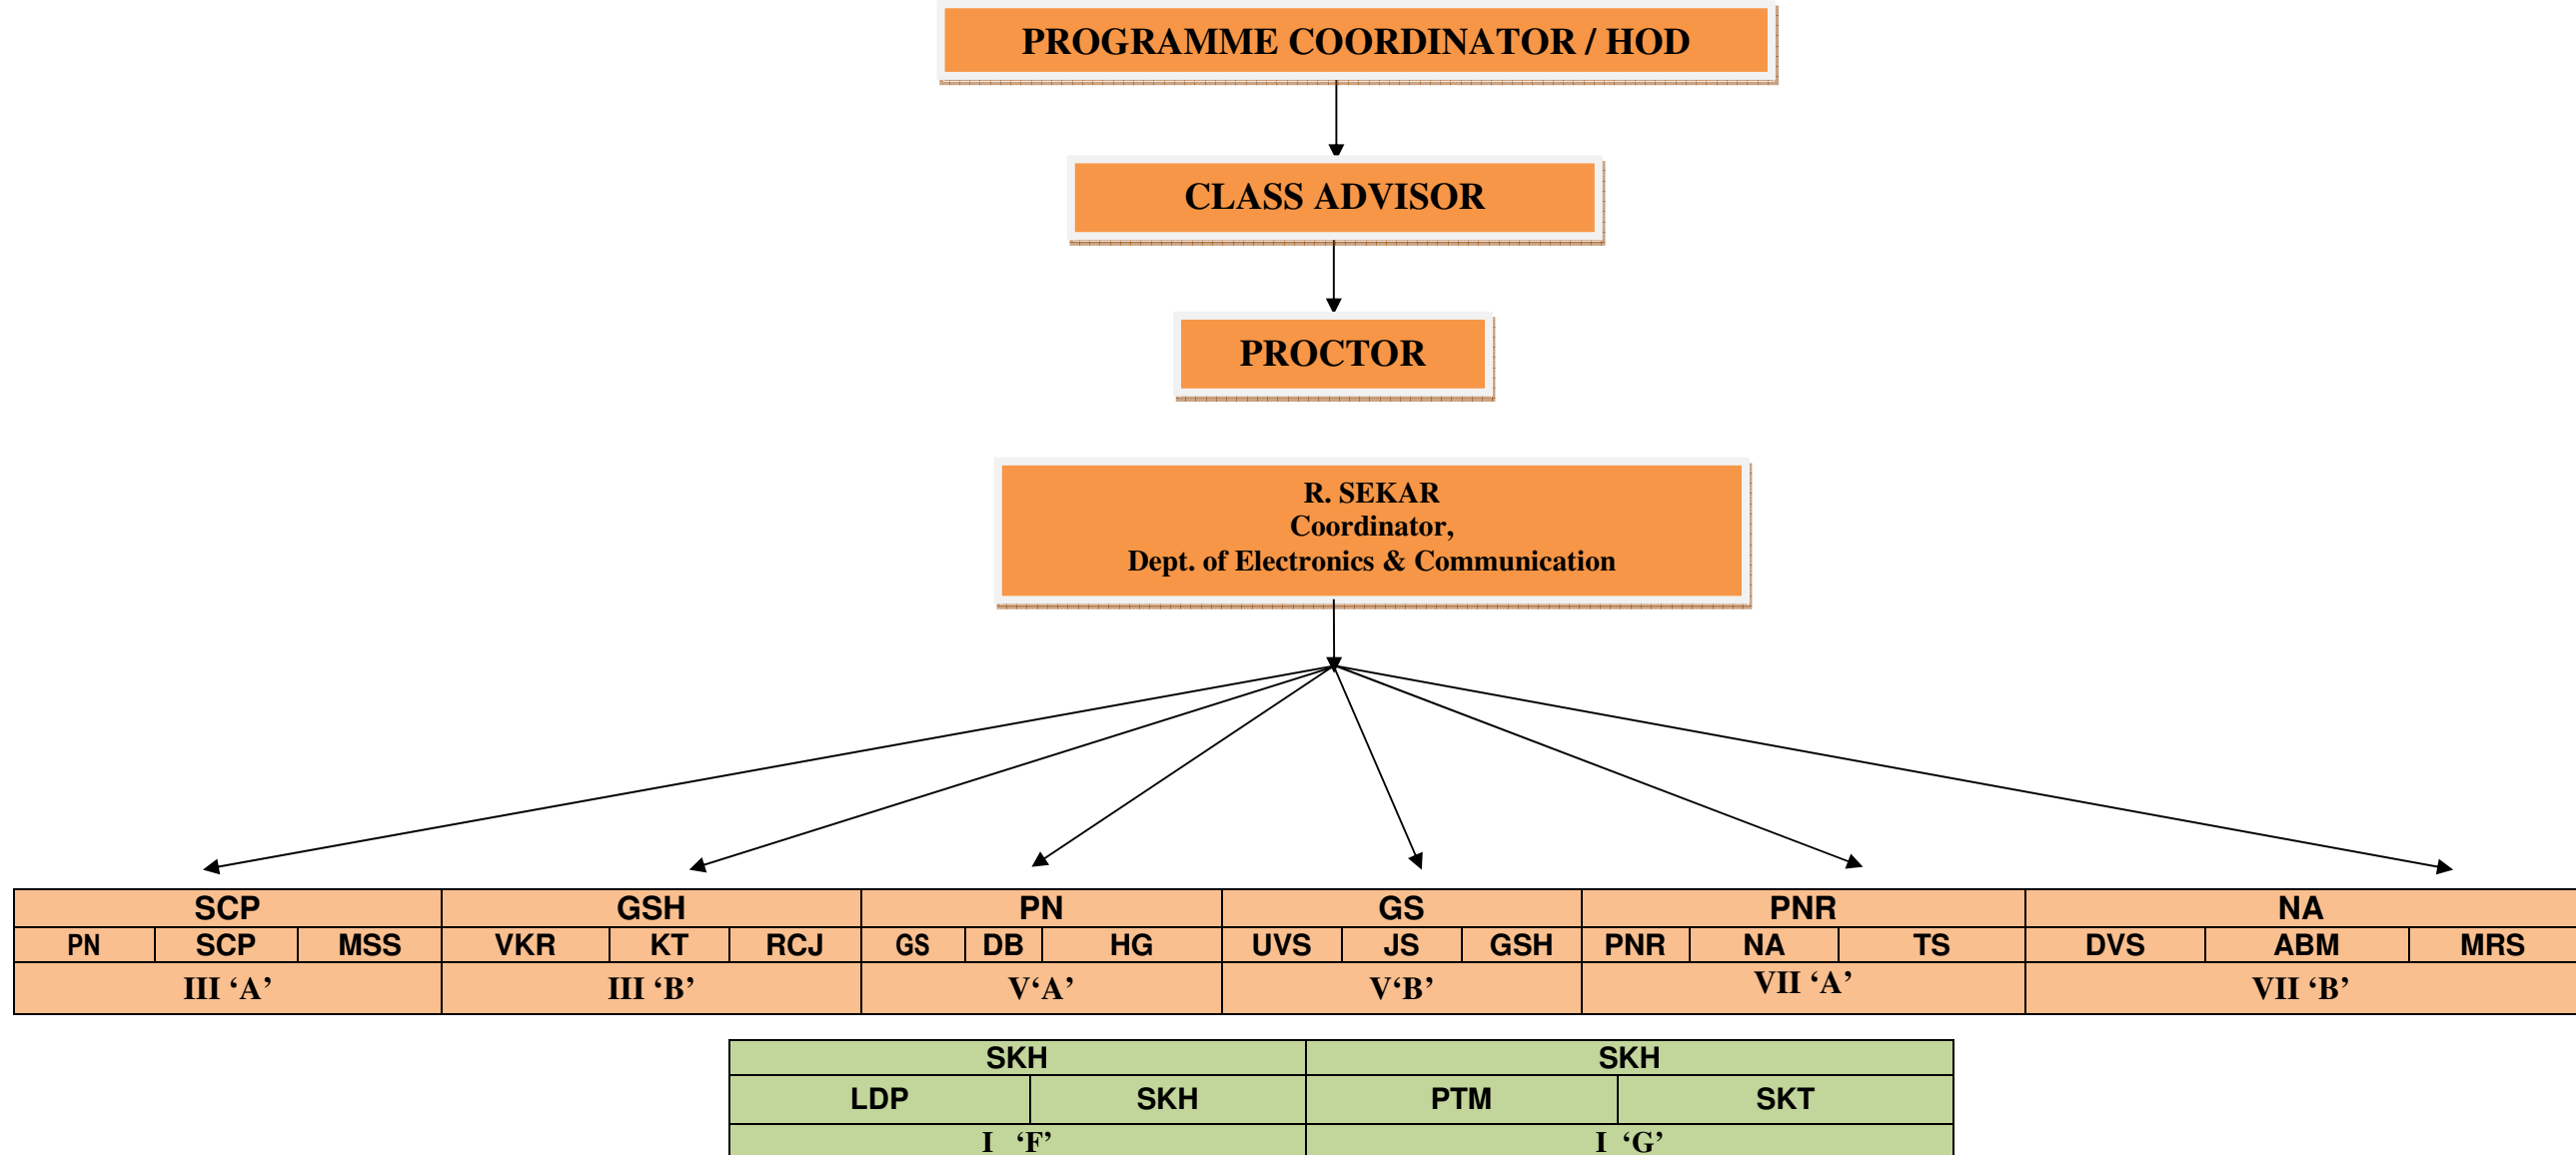 PROGRAMME COORDINATOR / HOD
CLASS ADVISOR
PROCTOR
R. SEKAR
Coordinator,
Dept. of Electronics & Communication
SCP GSH PN GS PNR NA
PN SCP MSS VKR KT RCJ GS DB HG UVS JS GSH PNR NA TS DVS ABM MRS
III ‘A’ III ‘B’ V‘A’ V‘B’ VII ‘A’ VII ‘B’
SKH SKH
LDP SKH PTM SKT
I ‘F’ I ‘G’